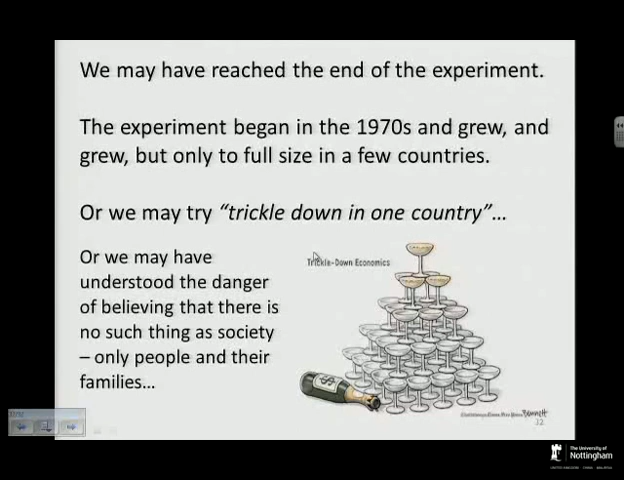 We may have reached the end of the experiment.
The experiment began in the 1970s and grew, and
grew, but only to full size in a few countries.
Or we may try “trickle down in one country”...
Or we may have
understood the danger
of believing that there is
no such thing as society
– only people and their
families...
Trickle-Down Economics
$
Bennett
32
The University of
Nottingham